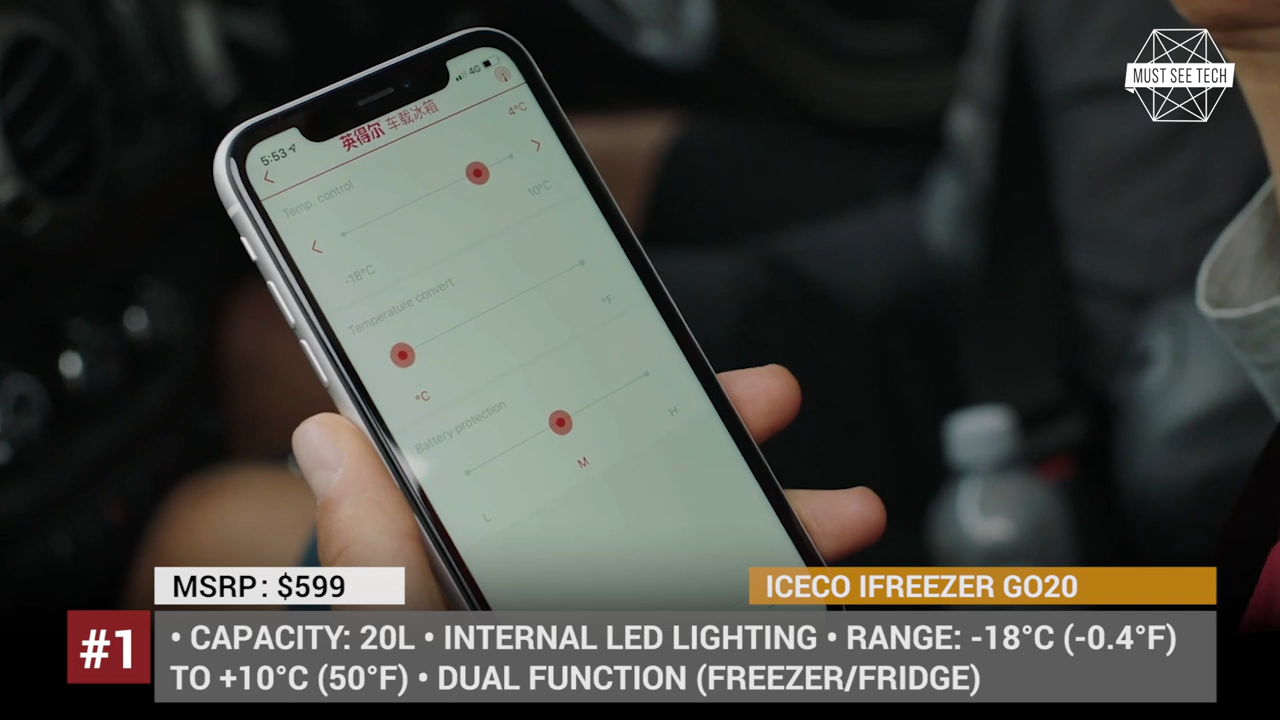 MUST SEE TECH
5:53
4G
英得尔 车载冰箱
Temp. control
4°C
-18°C
10°C
Temperature convert
°C
°F
Battery protection
L
M
H
MSRP: $599
ICECO IFREEZER GO20
#1
• CAPACITY: 20L • INTERNAL LED LIGHTING • RANGE: -18°C (-0.4°F)
TO +10°C (50°F) • DUAL FUNCTION (FREEZER/FRIDGE)